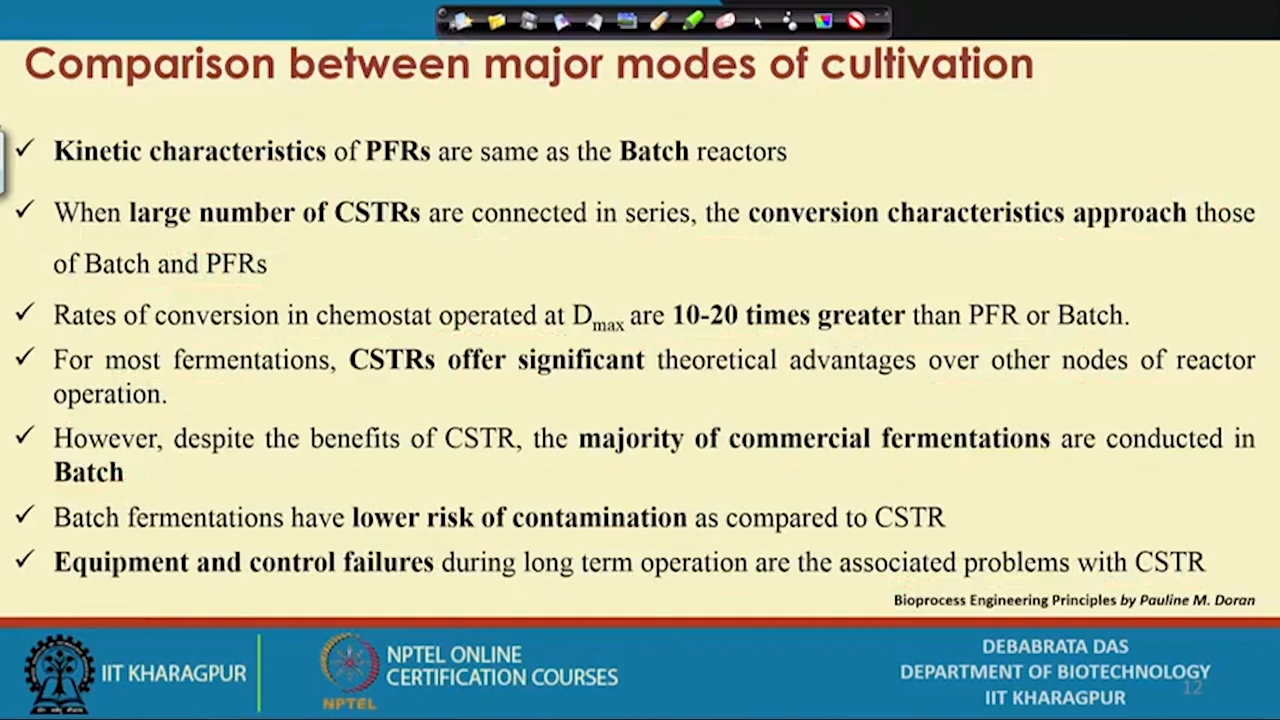 Comparison between major modes of cultivation
✓ Kinetic characteristics of PFRs are same as the Batch reactors
✓ When large number of CSTRs are connected in series, the conversion characteristics approach those
of Batch and PFRs
✓ Rates of conversion in chemostat operated at Dmax are 10-20 times greater than PFR or Batch.
✓ For most fermentations, CSTRs offer significant theoretical advantages over other nodes of reactor
operation.
✓ However, despite the benefits of CSTR, the majority of commercial fermentations are conducted in
Batch
✓ Batch fermentations have lower risk of contamination as compared to CSTR
✓ Equipment and control failures during long term operation are the associated problems with CSTR
Bioprocess Engineering Principles by Pauline M. Doran
IIT KHARAGPUR
NPTEL
NPTEL ONLINE
CERTIFICATION COURSES
DEBABRATA DAS
DEPARTMENT OF BIOTECHNOLOGY
IIT KHARAGPUR
12